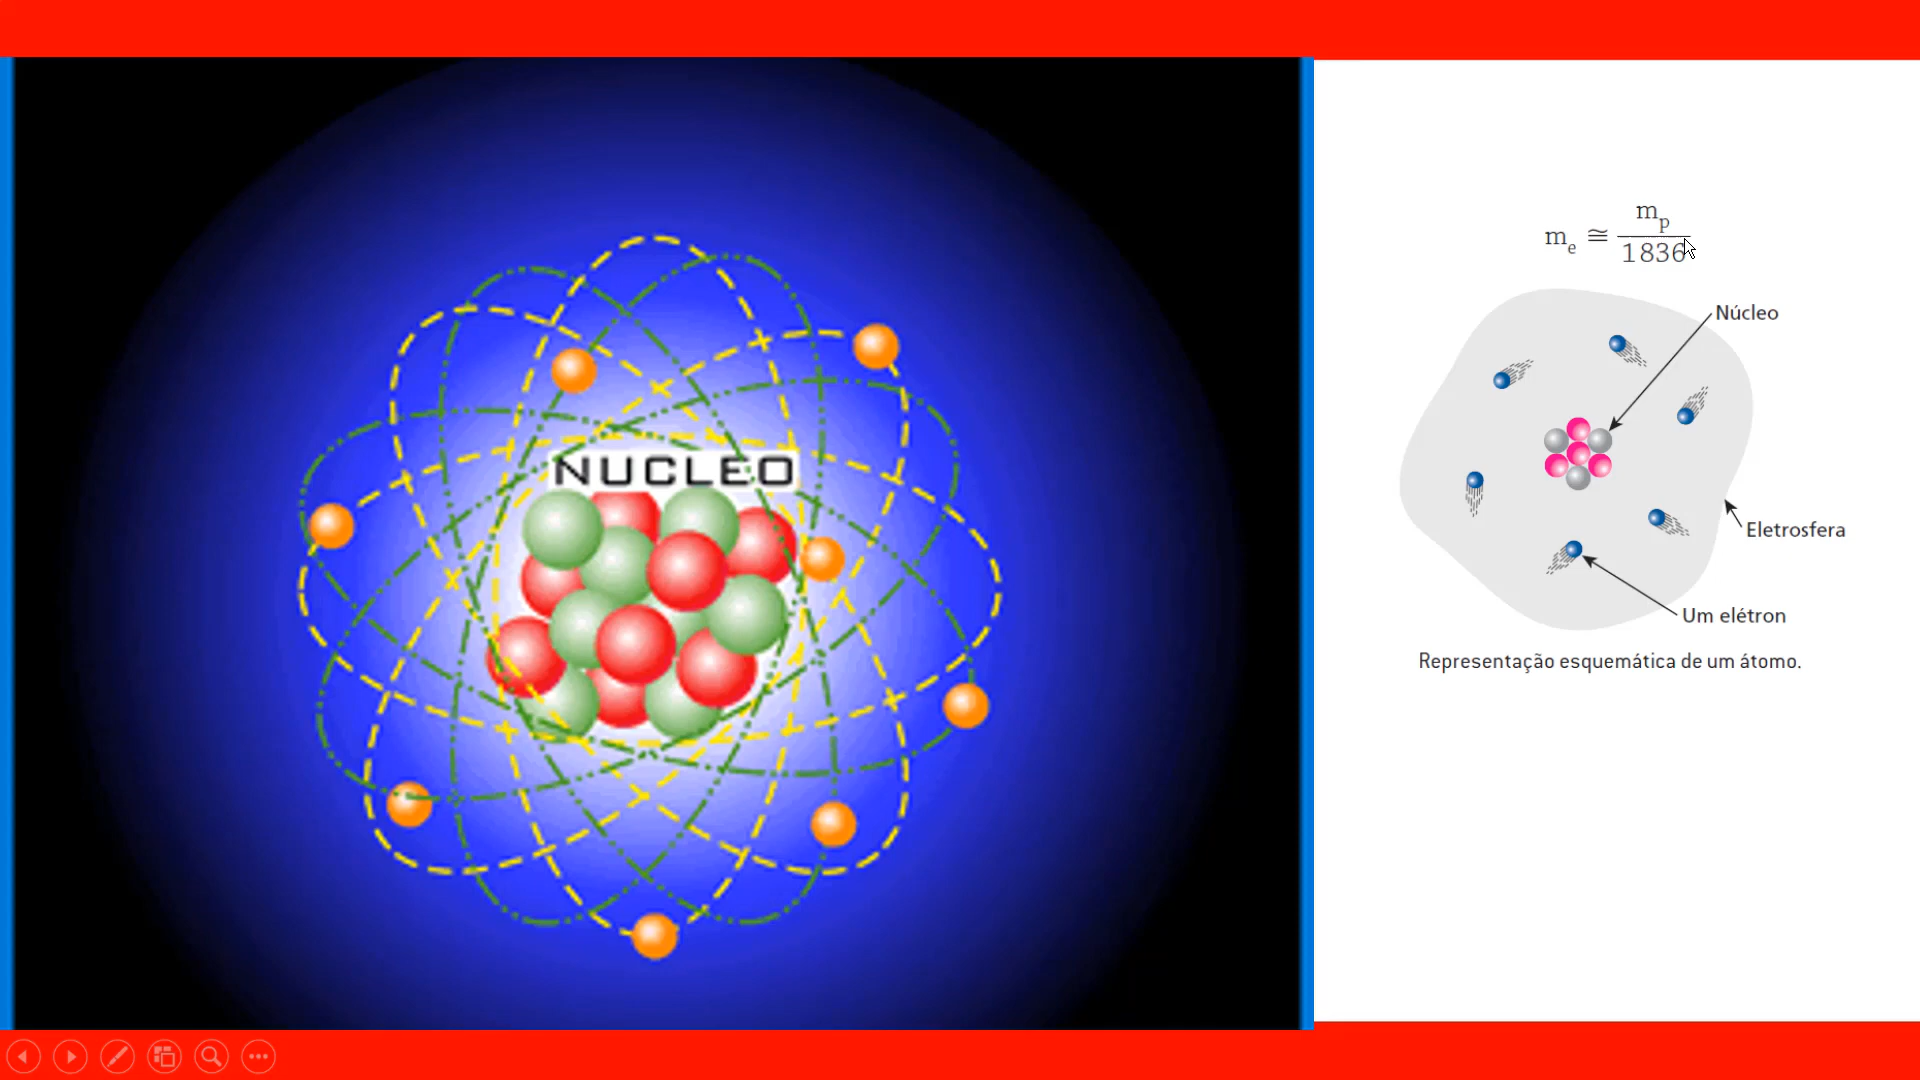 NUCLEO
mₑ ≅ mₚ / 1836
Núcleo
Eletrosfera
Um elétron
Representação esquemática de um átomo.